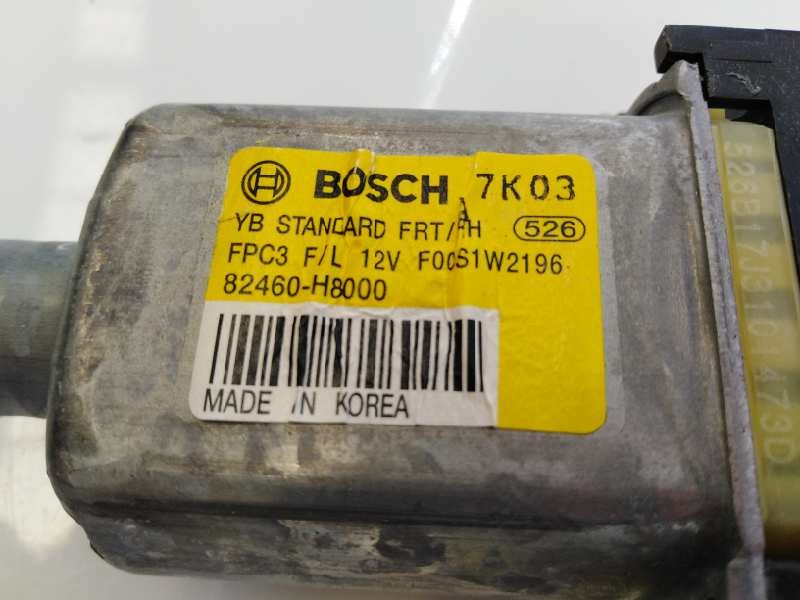 BOSCH 7K03
YB STANDARD FRT/RH 526
FPC3 F/L 12V F00S1W2196
82460-H8000
MADE IN KOREA